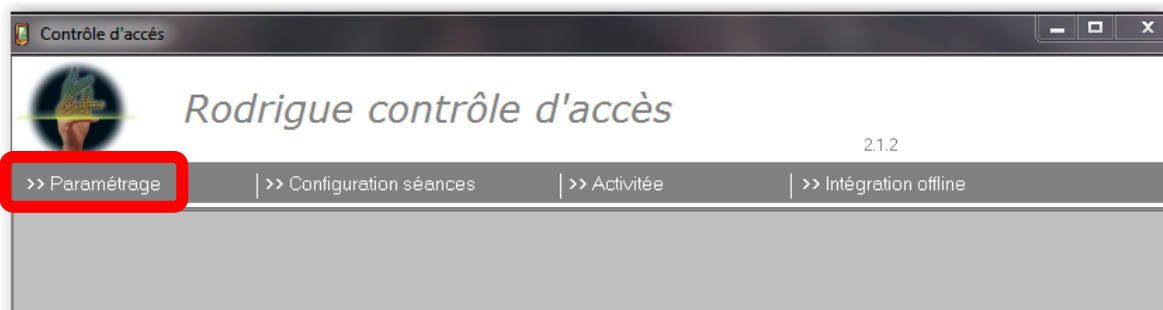 Contrôle d'accés
Rodrigue contrôle d'accès
2.1.2
>> Paramétrage >> Configuration séances >> Activitée >> Intégration offline